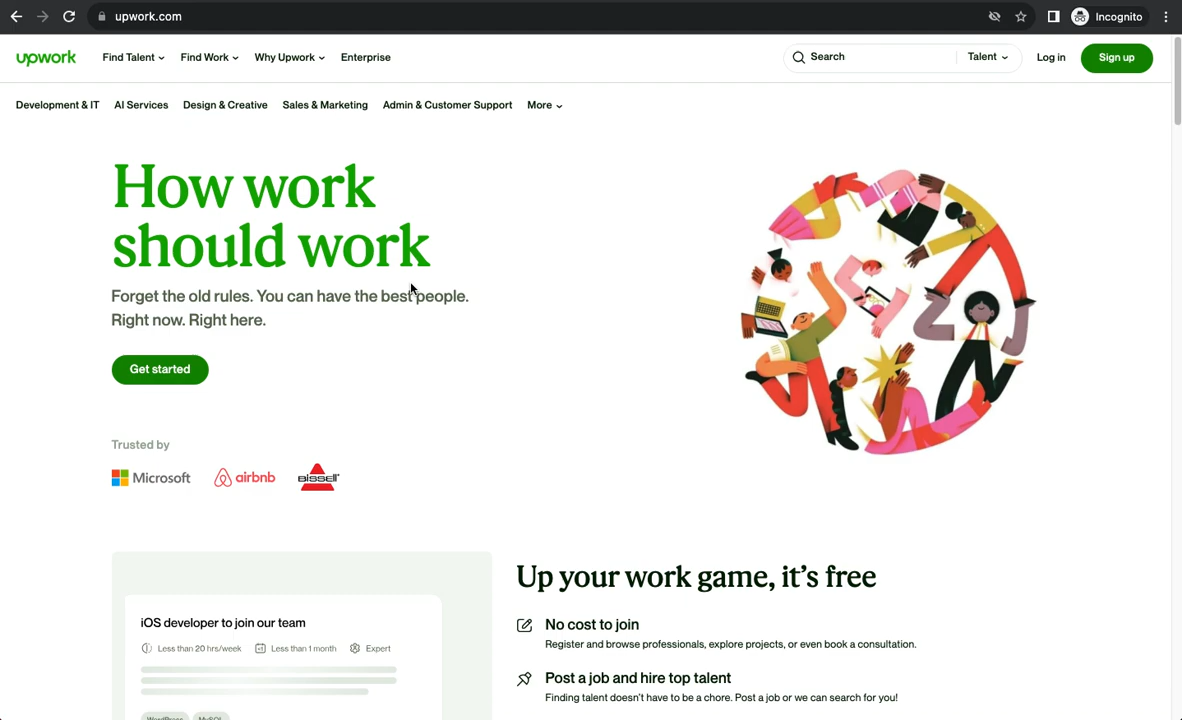 upwork.com
Incognito
upwork
Find Talent
Find Work
Why Upwork
Enterprise
Search
Talent
Log in
Sign up
Development & IT
AI Services
Design & Creative
Sales & Marketing
Admin & Customer Support
More
How work
should work
Forget the old rules. You can have the best people.
Right now. Right here.
Get started
Trusted by
Microsoft
airbnb
BISSELL
Up your work game, it's free
iOS developer to join our team
Less than 20 hrs/week
Less than 1 month
Expert
WordPress
MySQL
No cost to join
Register and browse professionals, explore projects, or even book a consultation.
Post a job and hire top talent
Finding talent doesn't have to be a chore. Post a job or we can search for you!